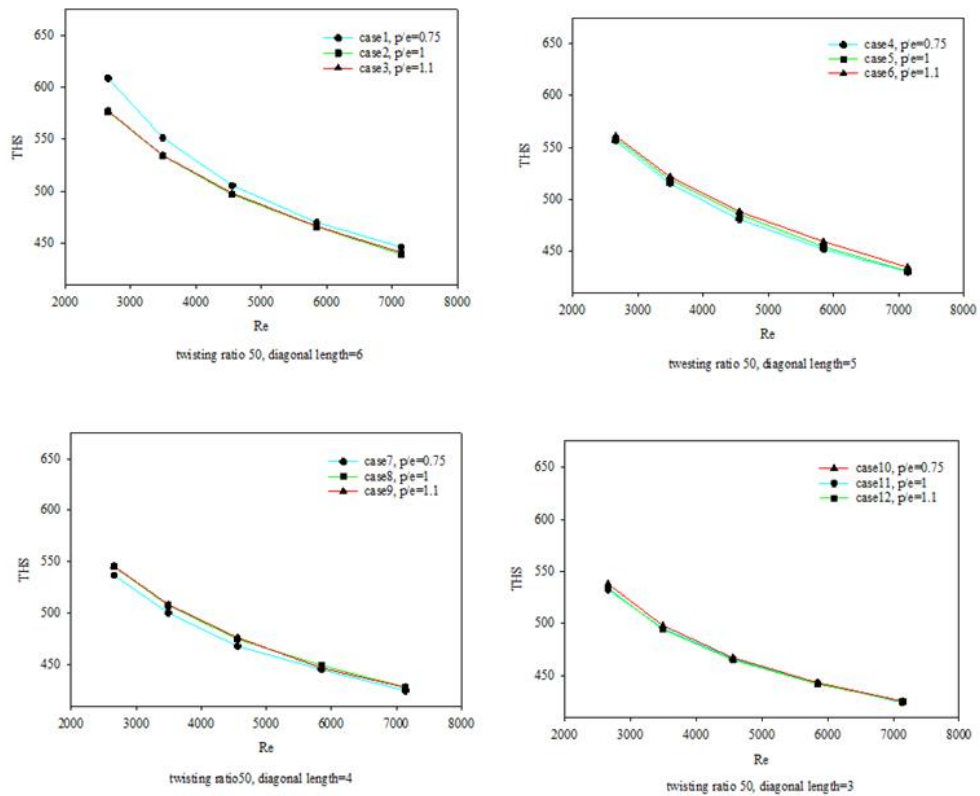 650
600
550
500
450
THS
case1, p/e=0.75
case2, p/e=1
case3, p/e=1.1
2000 3000 4000 5000 6000 7000 8000
Re
twisting ratio 50, diagonal length=6
650
600
550
500
450
THS
case4, p/e=0.75
case5, p/e=1
case6, p/e=1.1
2000 3000 4000 5000 6000 7000 8000
Re
twesting ratio 50, diagonal length=5
650
600
550
500
450
THS
case7, p/e=0.75
case8, p/e=1
case9, p/e=1.1
2000 3000 4000 5000 6000 7000 8000
Re
twisting ratio50, diagonal length=4
650
600
550
500
450
THS
case10, p/e=0.75
case11, p/e=1
case12, p/e=1.1
2000 3000 4000 5000 6000 7000 8000
Re
twisting ratio 50, diagonal length=3